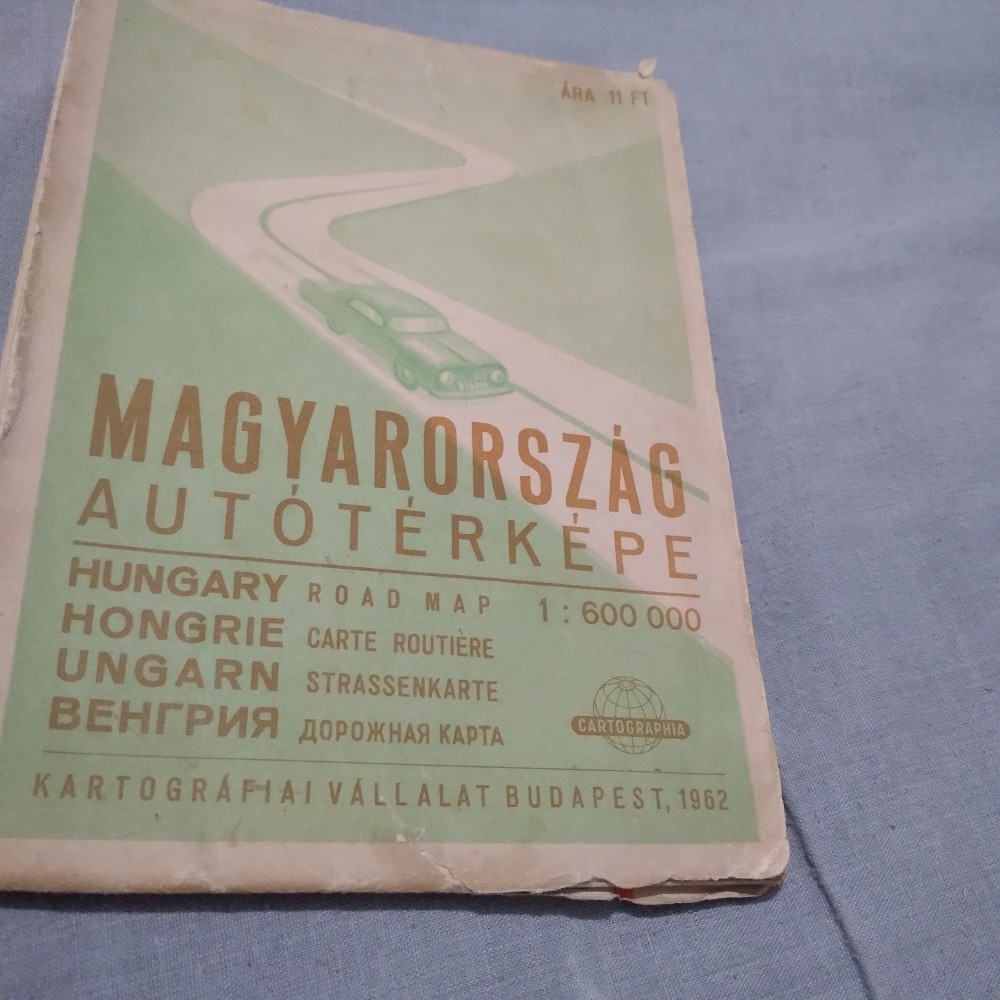 ÁRA 11 FT
MAGYARORSZÁG
AUTÓTÉRKÉPE
HUNGARY ROAD MAP 1 : 600 000
HONGRIE CARTE ROUTIÈRE
UNGARN STRASSENKARTE
ВЕНГРИЯ ДОРОЖНАЯ КАРТА
CARTOGRAPHIA
KARTOGRÁFIAI VÁLLALAT BUDAPEST, 1962